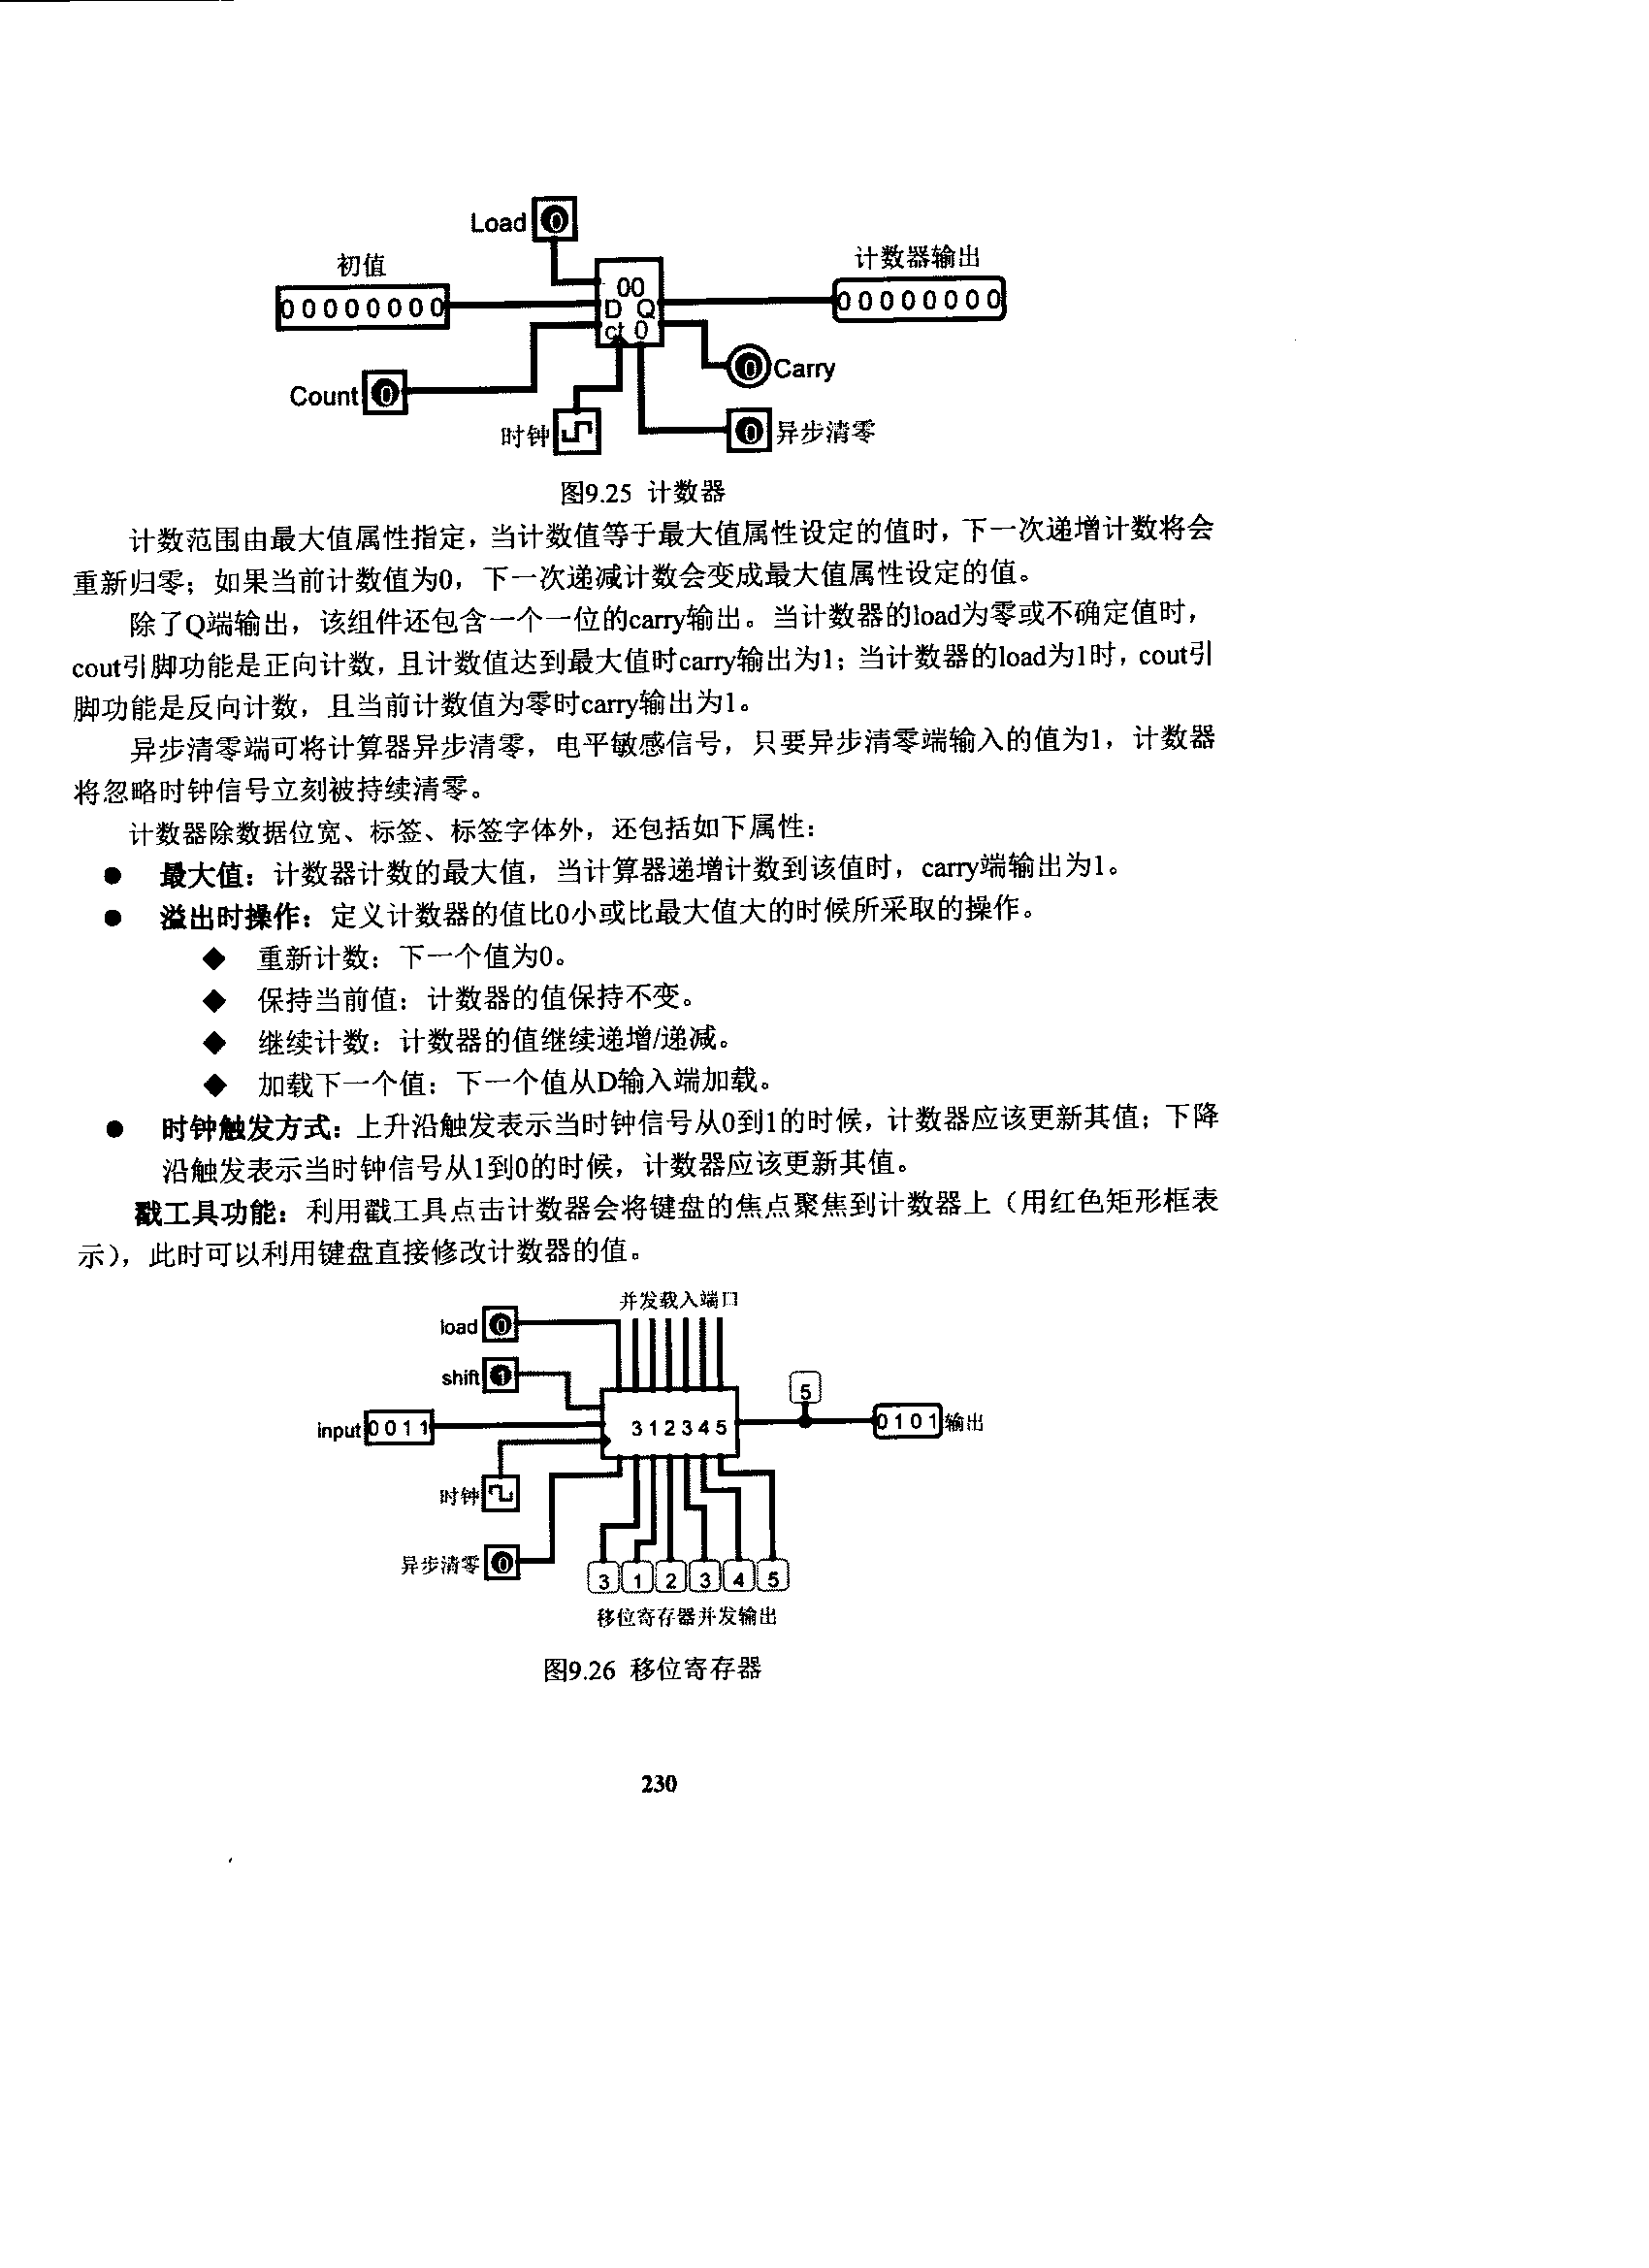 Load 0
初值
计数器输出
00000000
00
D Q
ct 0
00000000
Count 0
0 Carry
时钟
0 异步清零
图9.25 计数器
计数范围由最大值属性指定，当计数值等于最大值属性设定的值时，下一次递增计数将会
重新归零；如果当前计数值为0，下一次递减计数会变成最大值属性设定的值。
除了Q端输出，该组件还包含一个一位的carry输出。当计数器的load为零或不确定值时，
cout引脚功能是正向计数，且计数值达到最大值时carry输出为1；当计数器的load为1时，cout引
脚功能是反向计数，且当前计数值为零时carry输出为1。
异步清零端可将计算器异步清零，电平敏感信号，只要异步清零端输入的值为1，计数器
将忽略时钟信号立刻被持续清零。
计数器除数据位宽、标签、标签字体外，还包括如下属性：
● 最大值：计数器计数的最大值，当计算器递增计数到该值时，carry端输出为1。
● 溢出时操作：定义计数器的值比0小或比最大值大的时候所采取的操作。
◆ 重新计数：下一个值为0。
◆ 保持当前值：计数器的值保持不变。
◆ 继续计数：计数器的值继续递增/递减。
◆ 加载下一个值：下一个值从D输入端加载。
● 时钟触发方式：上升沿触发表示当时钟信号从0到1的时候，计数器应该更新其值；下降
沿触发表示当时钟信号从1到0的时候，计数器应该更新其值。
戳工具功能：利用戳工具点击计数器会将键盘的焦点聚焦到计数器上（用红色矩形框表
示），此时可以利用键盘直接修改计数器的值。
并发载入端口
load 0
shift 1
5
input 0011
312345
0101 输出
时钟
异步清零 0
3 1 2 3 4 5
移位寄存器并发输出
图9.26 移位寄存器
230